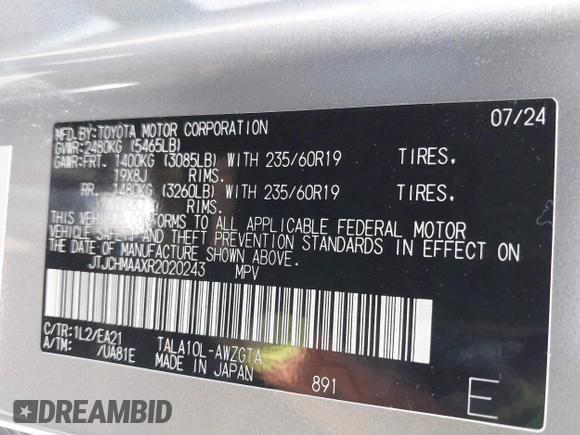 07/24
MFD.BY:TOYOTA MOTOR CORPORATION
GVWR:2480KG (5465LB)
GAWR:FRT. 1400KG (3085LB) WITH 235/60R19 TIRES,
19X8J RIMS.
RR. 1480KG (3260LB) WITH 235/60R19 TIRES,
RIMS.
THIS VEHICLE CONFORMS TO ALL APPLICABLE FEDERAL MOTOR
VEHICLE SAFETY AND THEFT PREVENTION STANDARDS IN EFFECT ON
THE DATE OF MANUFACTURE SHOWN ABOVE.
JTJCHMAAXR2020243 MPV
C/TR:1L2/EA21 TALA10L-AWZGTA
A/TM: /UA81E MADE IN JAPAN
891
E
DREAMBID